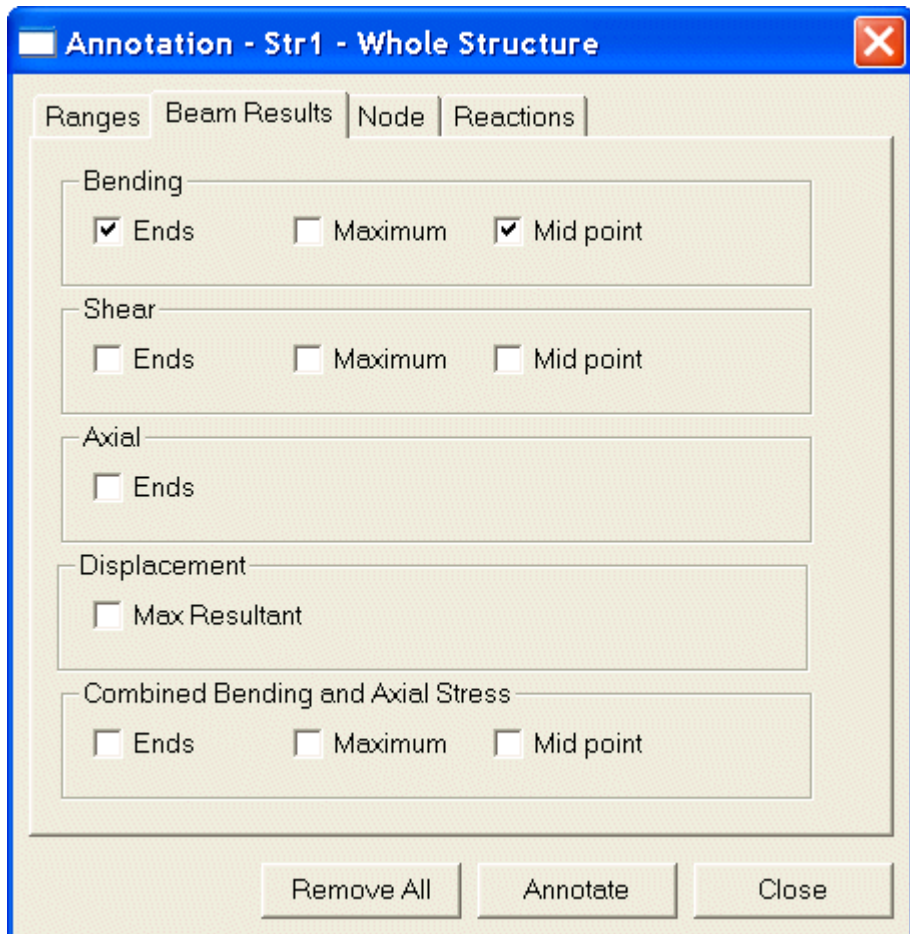 Annotation - Str1 - Whole Structure
Ranges Beam Results Node Reactions
Bending
Ends Maximum Mid point
Shear
Ends Maximum Mid point
Axial
Ends
Displacement
Max Resultant
Combined Bending and Axial Stress
Ends Maximum Mid point
Remove All Annotate Close